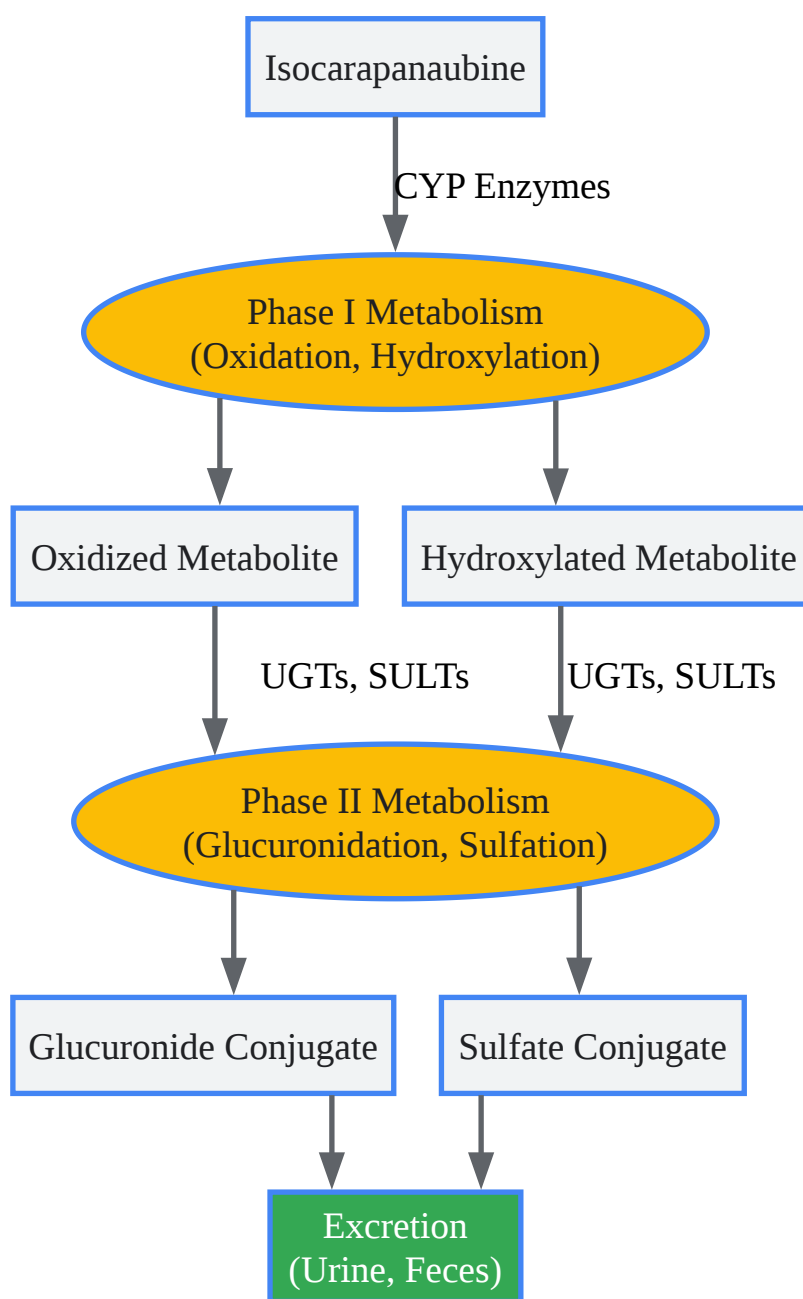 Isocarapanaubine
CYP Enzymes
Phase I Metabolism
(Oxidation, Hydroxylation)
Oxidized Metabolite
Hydroxylated Metabolite
UGTs, SULTs
UGTs, SULTs
Phase II Metabolism
(Glucuronidation, Sulfation)
Glucuronide Conjugate
Sulfate Conjugate
Excretion
(Urine, Feces)